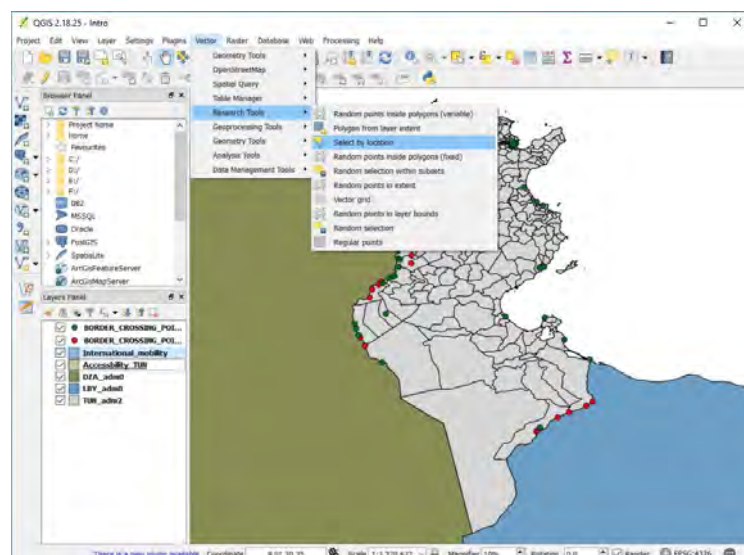 QGIS 2.18.25 - Intro
Project Edit View Layer Settings Plugins Vector Raster Database Web Processing Help
Geometry Tools
OpenStreetMap
Spatial Query
Table Manager
Research Tools
Geoprocessing Tools
Geometry Tools
Analysis Tools
Data Management Tools
Random points inside polygons (variable)
Polygon from layer extent
Select by location
Random points inside polygons (fixed)
Random selection within subsets
Random points in extent
Vector grid
Random points in layer bounds
Random selection
Regular points
Browser Panel
Project home
Home
Favourites
C:/
D:/
E:/
F:/
DB2
MSSQL
Oracle
PostGIS
SpatiaLite
ArcGisFeatureServer
ArcGisMapServer
Layers Panel
BORDER_CROSSING_POI...
BORDER_CROSSING_POI...
International_mobility
Accessbility_TUN
DZA_adm0
LBY_adm0
TUN_adm2
Coordinate
Scale
Magnifier
Rotation 0.0
Render EPSG:4326